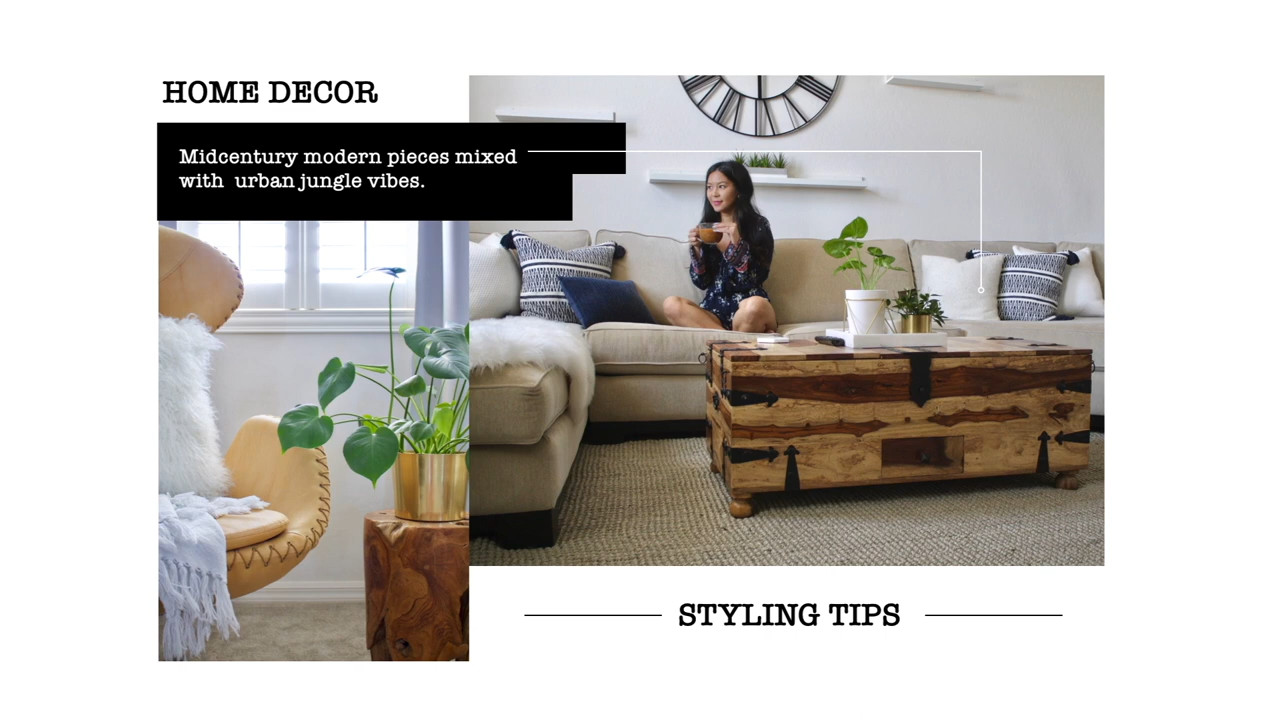 HOME DECOR
Midcentury modern pieces mixed
with urban jungle vibes.
STYLING TIPS